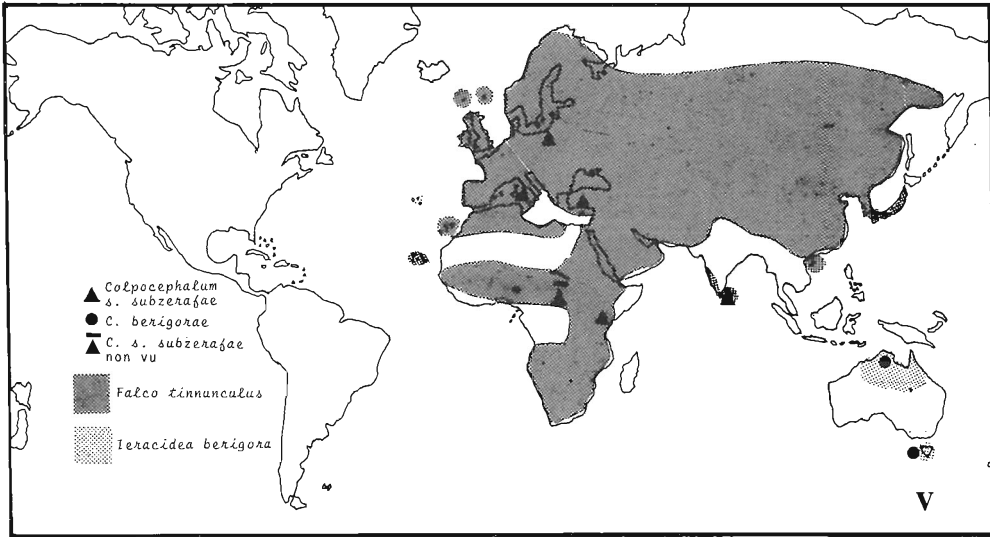 Colpocephalum
s. subzerafae
C. berigorae
C. s. subzerafae
non vu
Falco tinnunculus
Ieracidea berigora
V